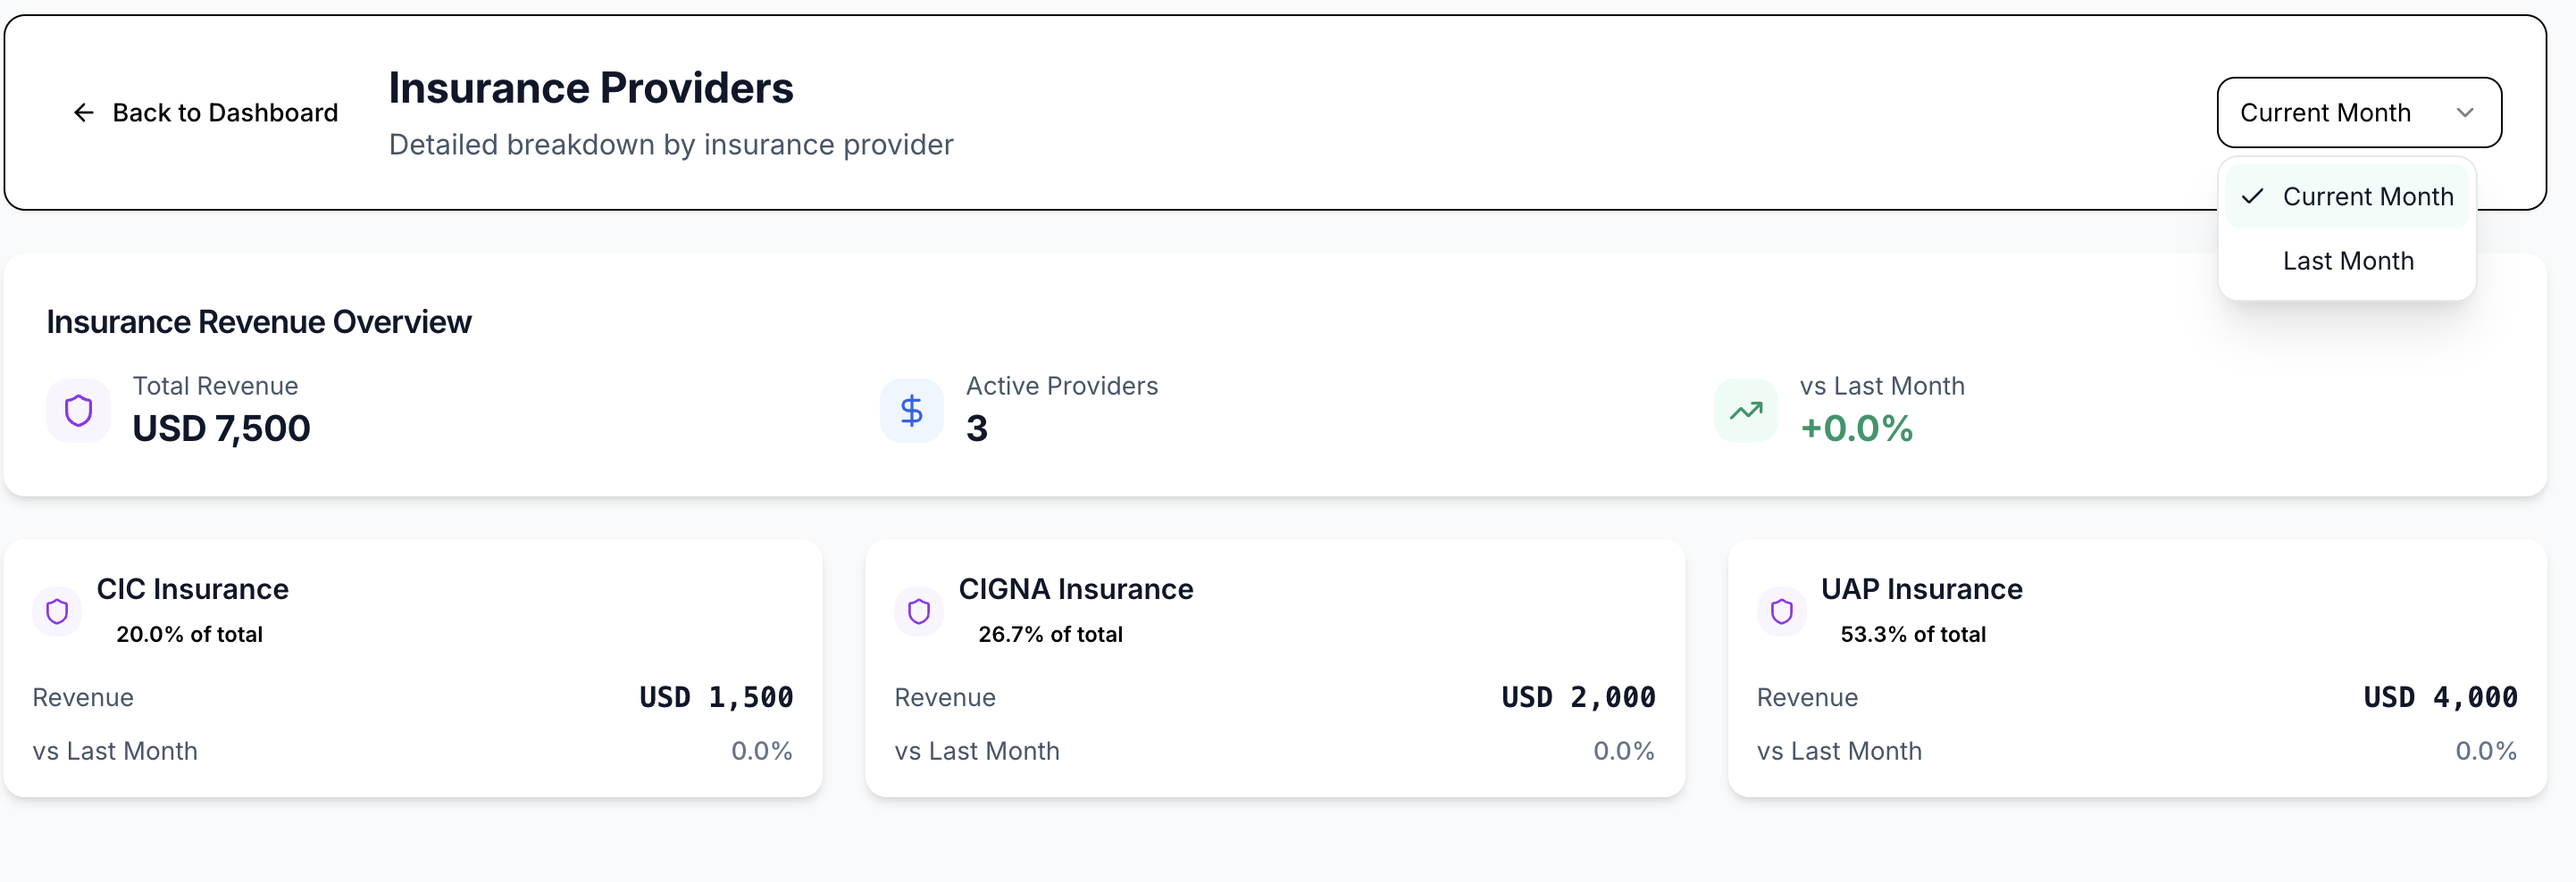 Back to Dashboard
Insurance Providers
Detailed breakdown by insurance provider
Current Month
Current Month
Last Month
Insurance Revenue Overview
Total Revenue
USD 7,500
Active Providers
3
vs Last Month
+0.0%
CIC Insurance
20.0% of total
Revenue USD 1,500
vs Last Month 0.0%
CIGNA Insurance
26.7% of total
Revenue USD 2,000
vs Last Month 0.0%
UAP Insurance
53.3% of total
Revenue USD 4,000
vs Last Month 0.0%